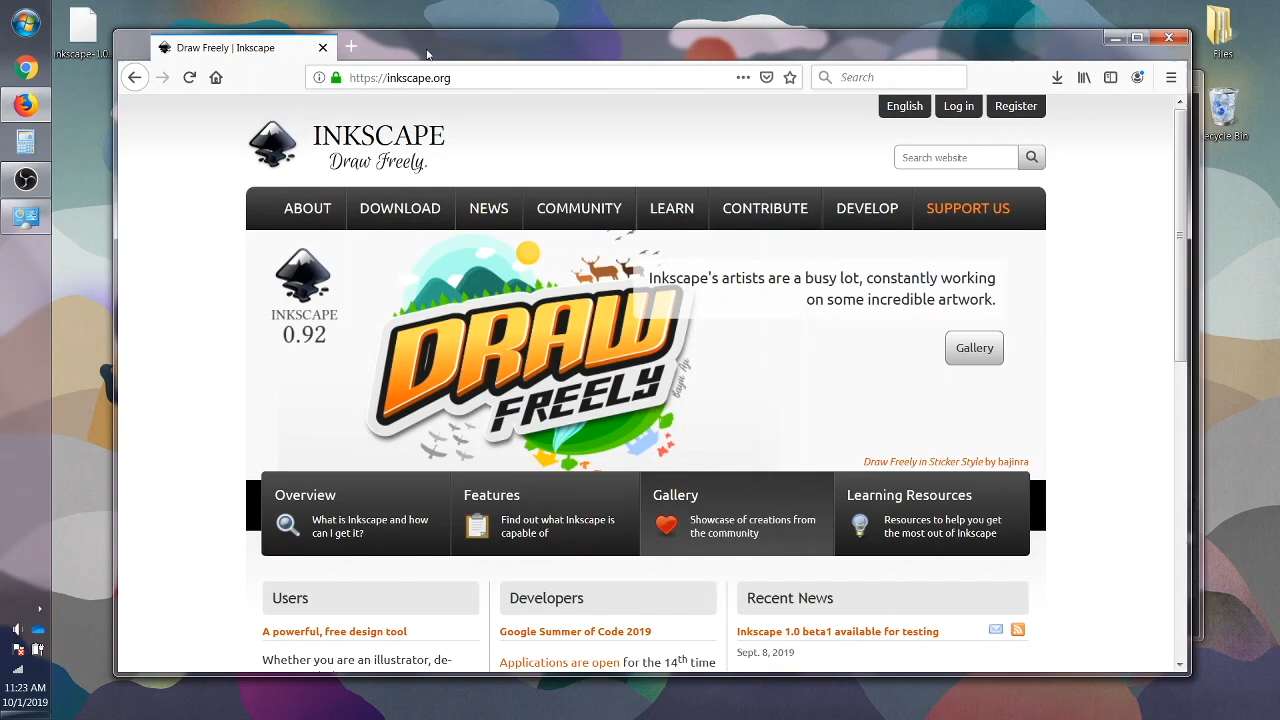 inkscape-1.0...
Files
Draw Freely | Inkscape
https://inkscape.org
Search
English
Log in
Register
INKSCAPE
Draw Freely.
Search website
ABOUT
DOWNLOAD
NEWS
COMMUNITY
LEARN
CONTRIBUTE
DEVELOP
SUPPORT US
INKSCAPE
0.92
DRAW
FREELY
bayu Aji
Inkscape's artists are a busy lot, constantly working
on some incredible artwork.
Gallery
Draw Freely in Sticker Style by bajinra
Overview
What is Inkscape and how
can I get it?
Features
Find out what Inkscape is
capable of
Gallery
Showcase of creations from
the community
Learning Resources
Resources to help you get
the most out of Inkscape
Users
A powerful, free design tool
Whether you are an illustrator, de-
Developers
Google Summer of Code 2019
Applications are open for the 14th time
Recent News
Inkscape 1.0 beta1 available for testing
Sept. 8, 2019
ecycle Bin
11:23 AM
10/1/2019